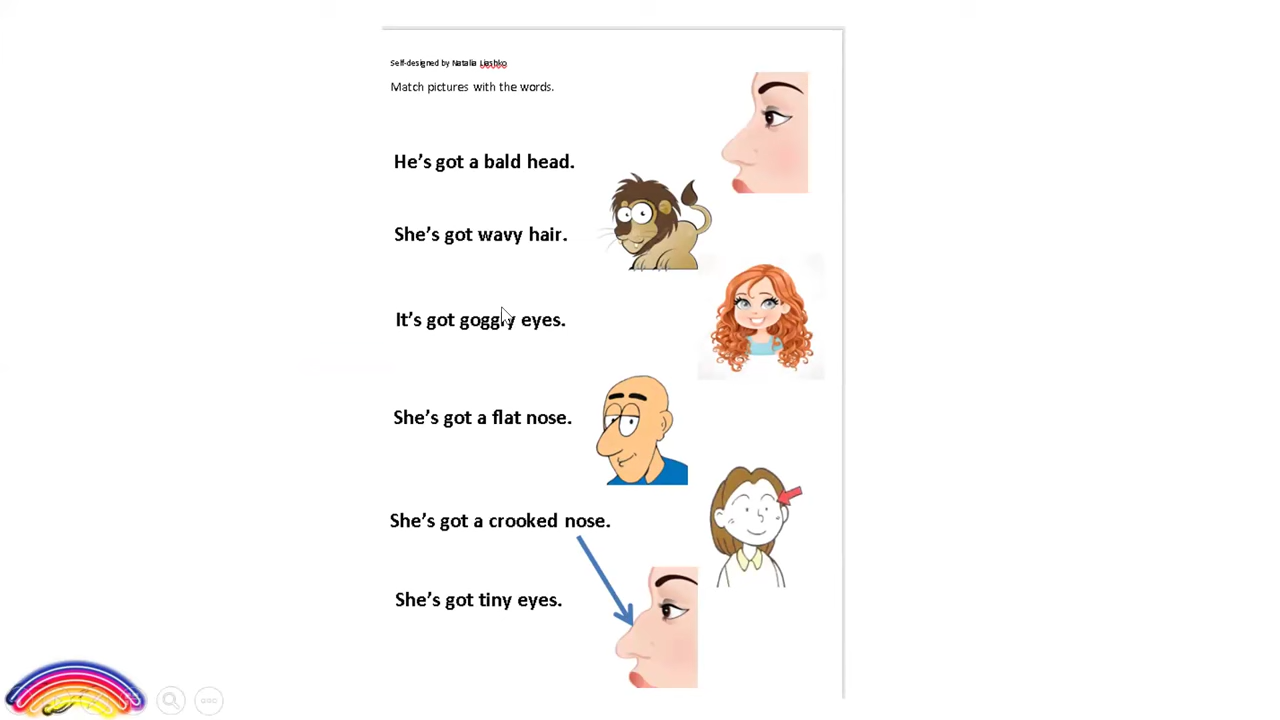 Self-designed by Natalia Liashko
Match pictures with the words.
He's got a bald head.
She's got wavy hair.
It's got goggly eyes.
She's got a flat nose.
She's got a crooked nose.
She's got tiny eyes.